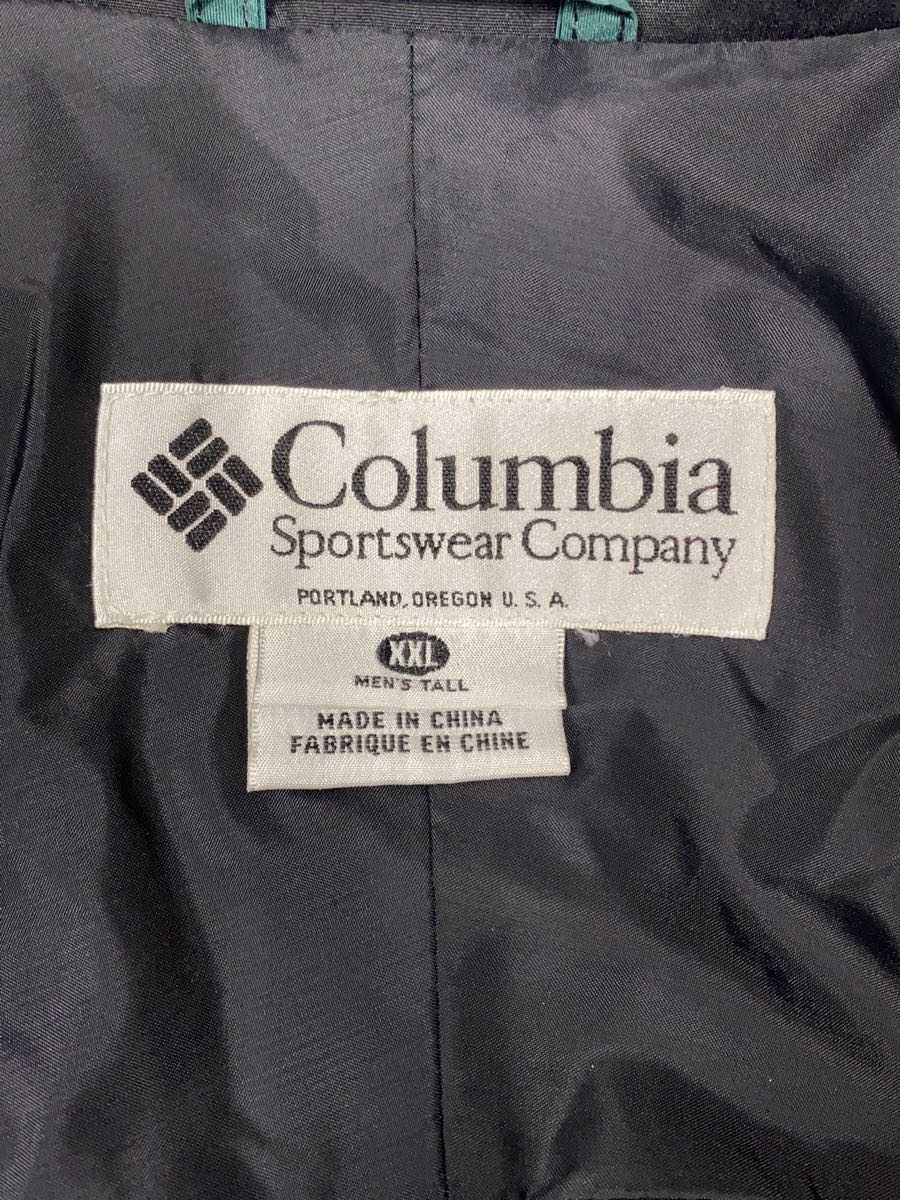 Columbia
Sportswear Company
PORTLAND, OREGON U. S. A.
XXL
MEN'S TALL
MADE IN CHINA
FABRIQUE EN CHINE